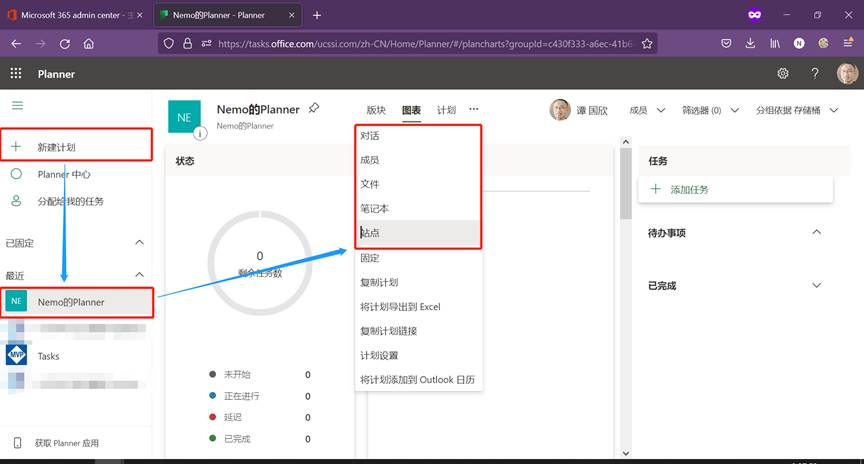 Microsoft 365 admin center - 主
Nemo的Planner - Planner
https://tasks.office.com/ucssi.com/zh-CN/Home/Planner/#/plancharts?groupId=c430f333-a6ec-41b6
Planner
新建计划
Planner 中心
分配给我的任务
已固定
最近
NE
Nemo的Planner
MVP
Tasks
获取 Planner 应用
NE
Nemo的Planner
Nemo的Planner
版块
图表
计划
谭 国欣
成员
筛选器 (0)
分组依据 存储桶
状态
0
剩余任务数
未开始 0
正在进行 0
延迟 0
已完成 0
对话
成员
文件
笔记本
站点
固定
复制计划
将计划导出到 Excel
复制计划链接
计划设置
将计划添加到 Outlook 日历
任务
添加任务
待办事项
已完成